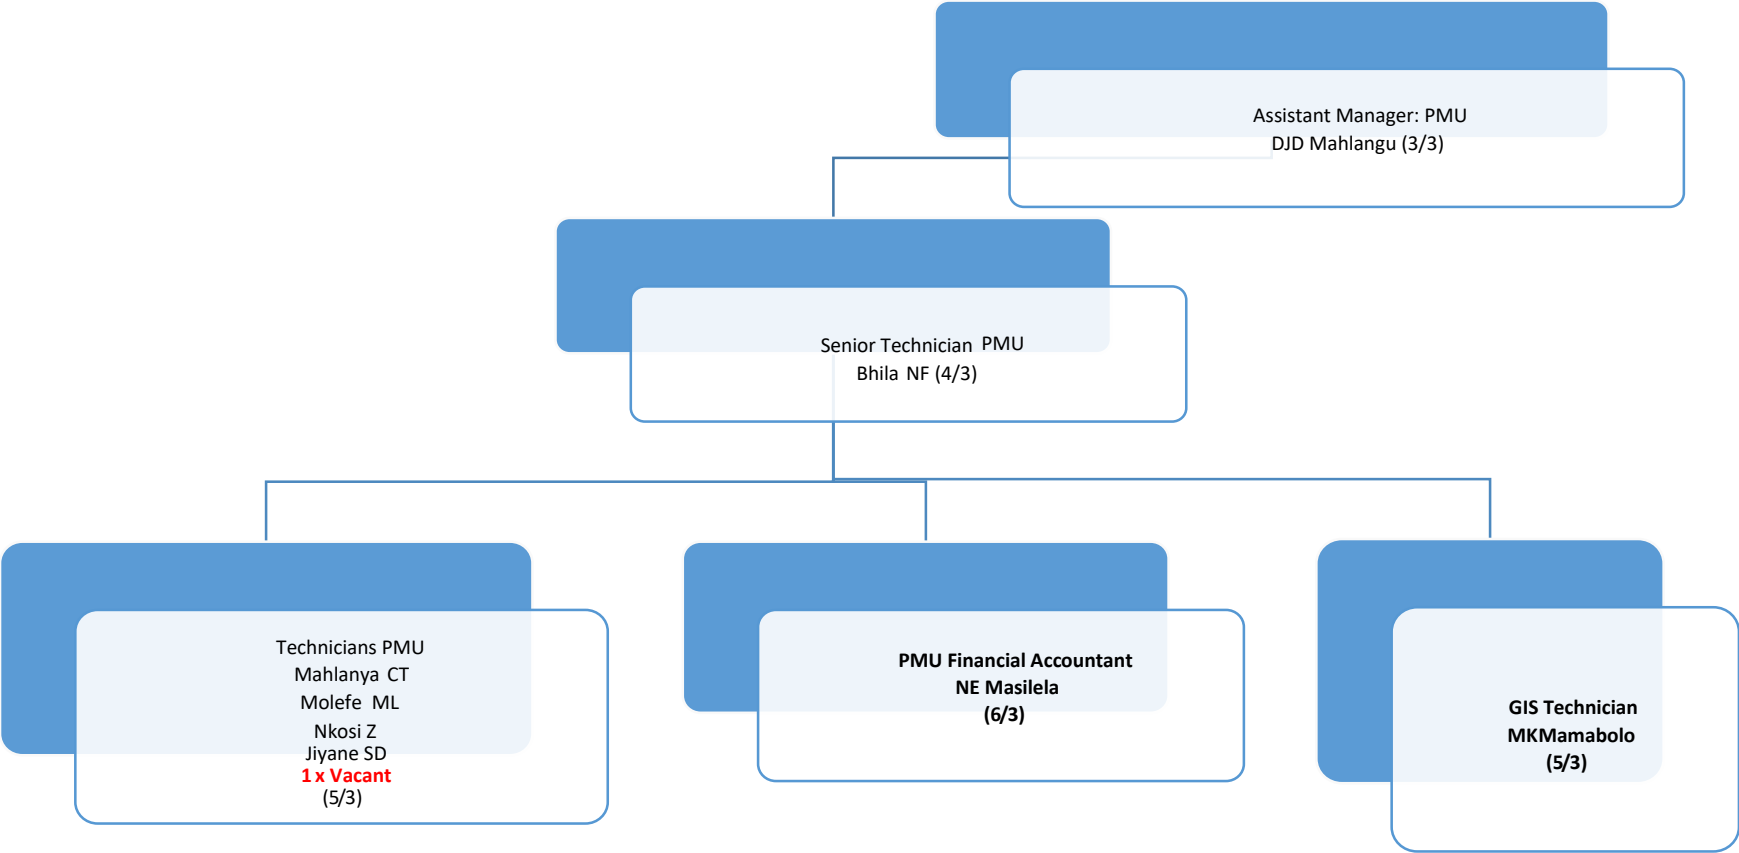 Assistant Manager: PMU
DJD Mahlangu (3/3)
Senior Technician PMU
Bhila NF (4/3)
Technicians PMU
Mahlanya CT
Molefe ML
Nkosi Z
Jiyane SD
1 x Vacant
(5/3)
PMU Financial Accountant
NE Masilela
(6/3)
GIS Technician
MKMamabolo
(5/3)